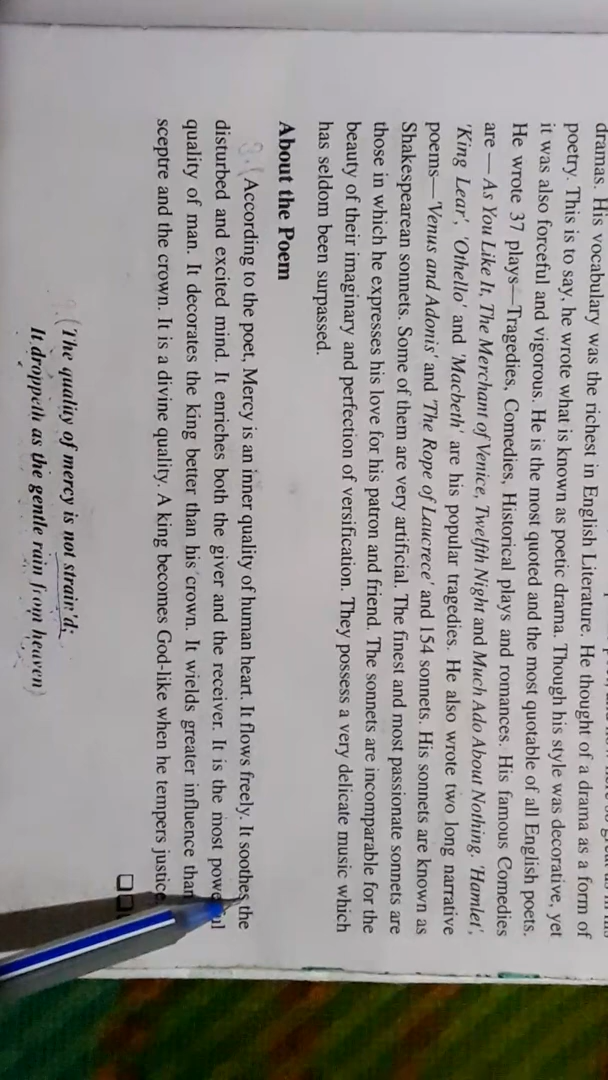 dramas. His vocabulary was the richest in English Literature. He thought of a drama as a form of
poetry. This is to say, he wrote what is known as poetic drama. Though his style was decorative, yet
it was also forceful and vigorous. He is the most quoted and the most quotable of all English poets.
He wrote 37 plays—Tragedies, Comedies, Historical plays and romances. His famous Comedies
are — As You Like It, The Merchant of Venice, Twelfth Night and Much Ado About Nothing. 'Hamlet',
'King Lear', 'Othello' and 'Macbeth' are his popular tragedies. He also wrote two long narrative
poems—'Venus and Adonis' and 'The Rope of Laucrece' and 154 sonnets. His sonnets are known as
Shakespearean sonnets. Some of them are very artificial. The finest and most passionate sonnets are
those in which he expresses his love for his patron and friend. The sonnets are incomparable for the
beauty of their imaginary and perfection of versification. They possess a very delicate music which
has seldom been surpassed.
About the Poem
According to the poet, Mercy is an inner quality of human heart. It flows freely. It soothes the
disturbed and excited mind. It enriches both the giver and the receiver. It is the most
quality of man. It decorates the king better than his crown. It wields greater influence than
sceptre and the crown. It is a divine quality. A king becomes God-like when he tempers justice
(The quality of mercy is not strain'd;
It droppeth as the gentle rain from heaven)